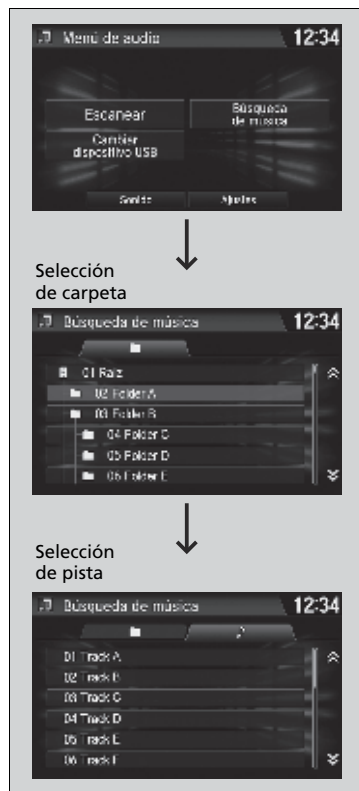 Menú de audio 12:34
Escanear
Búsqueda
de música
Cambiar
dispositivo USB
Sonido Ajustes
Selección
de carpeta
Búsqueda de música 12:34
01 Raíz
02 Folder A
03 Folder B
04 Folder C
05 Folder D
06 Folder E
Selección
de pista
Búsqueda de música 12:34
01 Track A
02 Track B
03 Track C
04 Track D
05 Track E
06 Track F